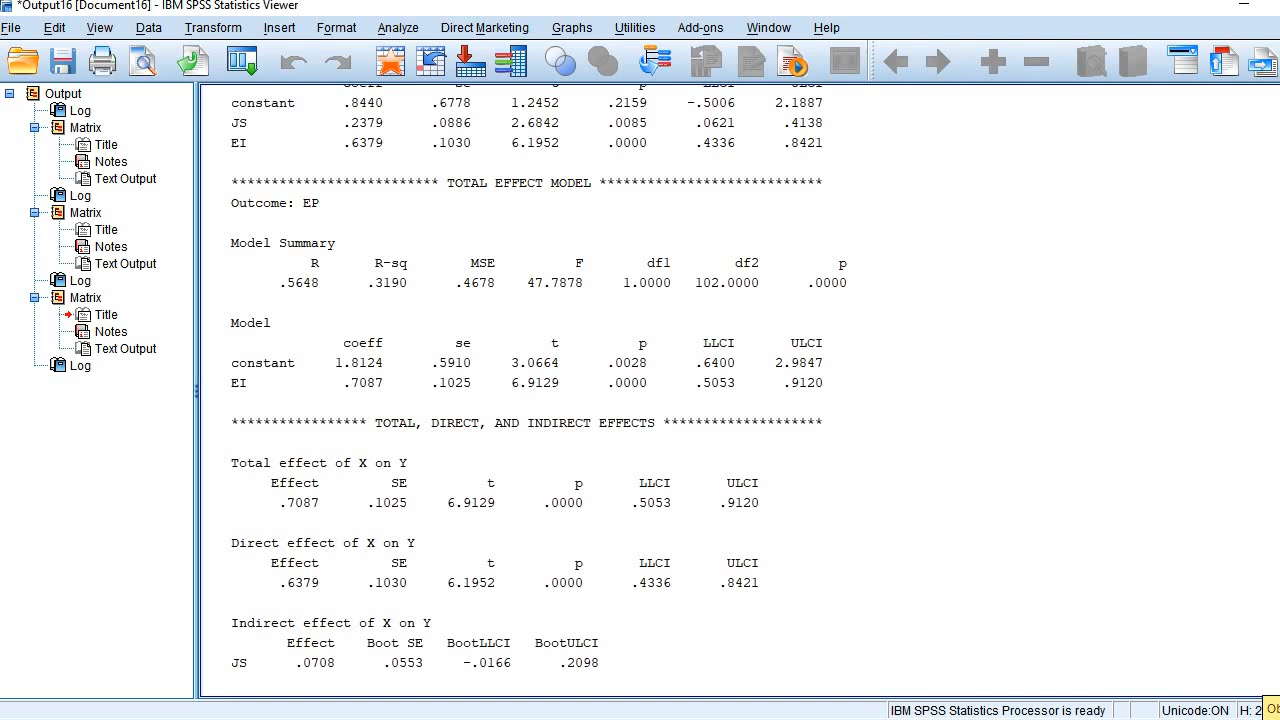 *Output16 [Document16] - IBM SPSS Statistics Viewer
File Edit View Data Transform Insert Format Analyze Direct Marketing Graphs Utilities Add-ons Window Help
Output
Log
Matrix
Title
Notes
Text Output
Log
Matrix
Title
Notes
Text Output
Log
Matrix
Title
Notes
Text Output
Log
constant .8440 .6778 1.2452 .2159 -.5006 2.1887
JS .2379 .0886 2.6842 .0085 .0621 .4138
EI .6379 .1030 6.1952 .0000 .4336 .8421
************************** TOTAL EFFECT MODEL ****************************
Outcome: EP
Model Summary
R R-sq MSE F df1 df2 p
.5648 .3190 .4678 47.7878 1.0000 102.0000 .0000
Model
coeff se t p LLCI ULCI
constant 1.8124 .5910 3.0664 .0028 .6400 2.9847
EI .7087 .1025 6.9129 .0000 .5053 .9120
***************** TOTAL, DIRECT, AND INDIRECT EFFECTS ********************
Total effect of X on Y
Effect SE t p LLCI ULCI
.7087 .1025 6.9129 .0000 .5053 .9120
Direct effect of X on Y
Effect SE t p LLCI ULCI
.6379 .1030 6.1952 .0000 .4336 .8421
Indirect effect of X on Y
Effect Boot SE BootLLCI BootULCI
JS .0708 .0553 -.0166 .2098
IBM SPSS Statistics Processor is ready Unicode:ON H: 2